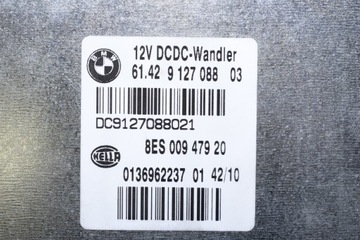 BMW
12V DCDC-Wandler
61.42 9 127 088 03
DC9127088021
HELLA
8ES 009 479 20
0136962237 01 42/10